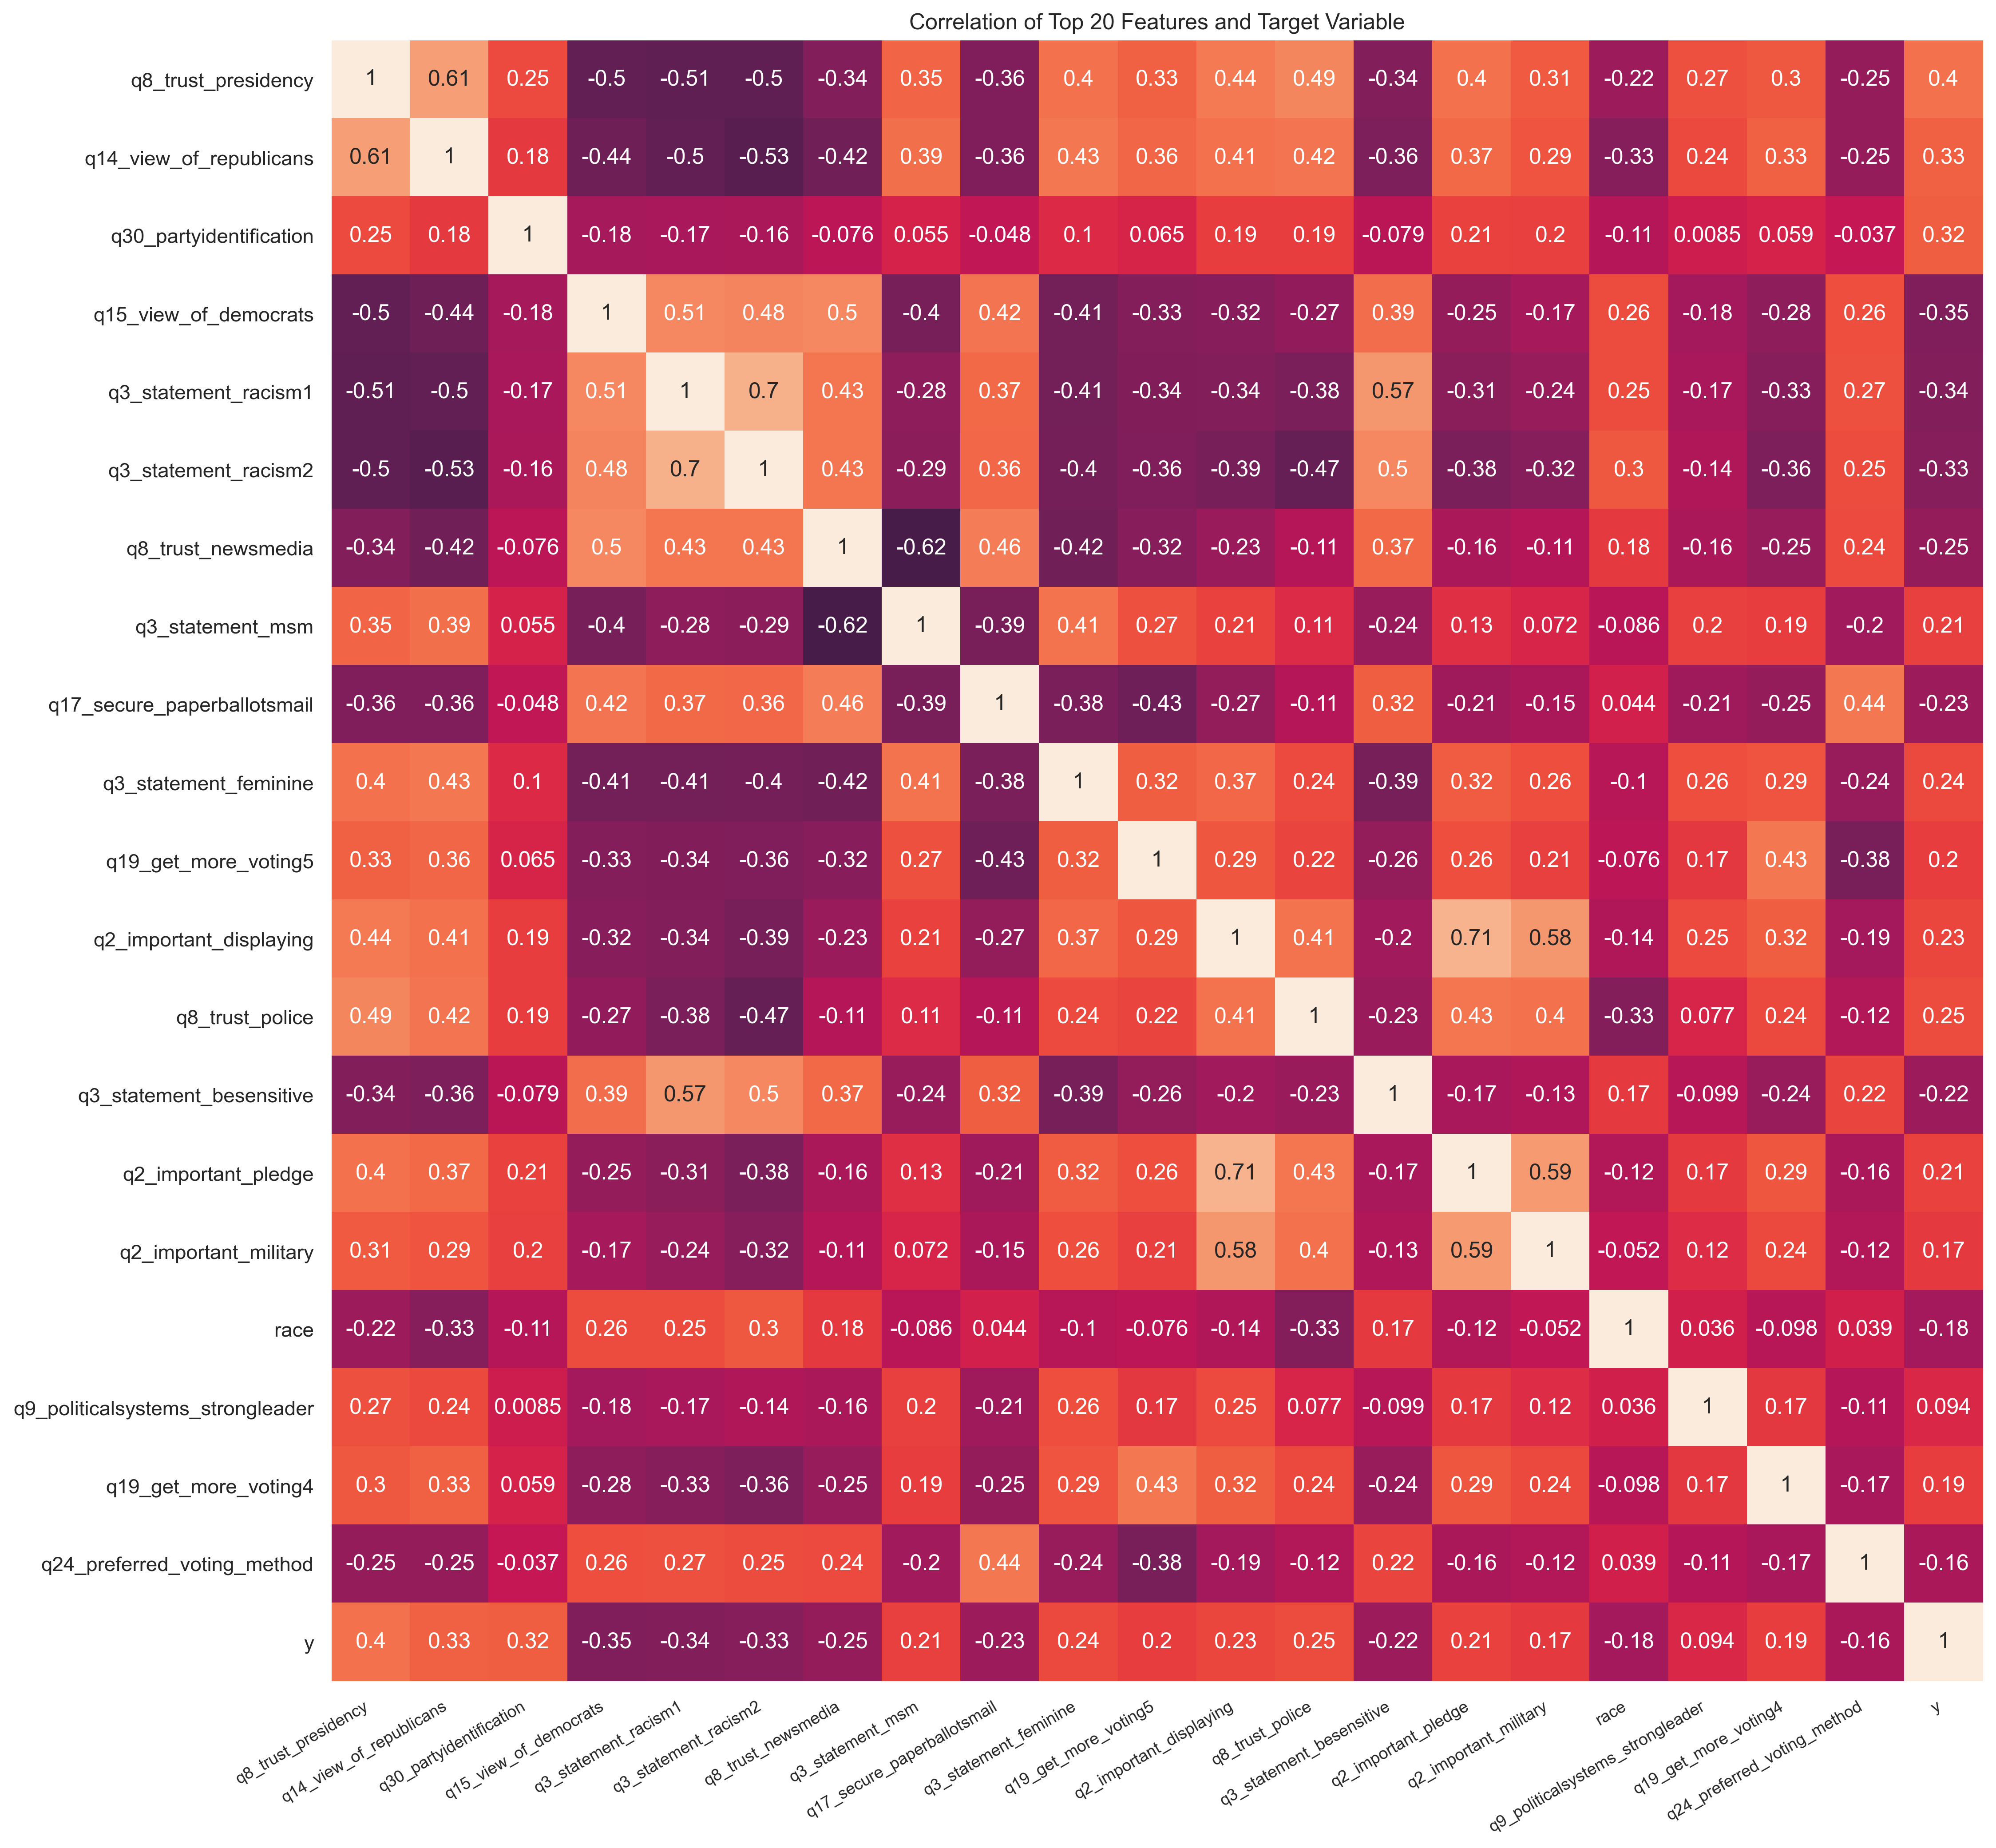 Correlation of Top 20 Features and Target Variable
q8_trust_presidency 1 0.61 0.25 -0.5 -0.51 -0.5 -0.34 0.35 -0.36 0.4 0.33 0.44 0.49 -0.34 0.4 0.31 -0.22 0.27 0.3 -0.25 0.4
q14_view_of_republicans 0.61 1 0.18 -0.44 -0.5 -0.53 -0.42 0.39 -0.36 0.43 0.36 0.41 0.42 -0.36 0.37 0.29 -0.33 0.24 0.33 -0.25 0.33
q30_partyidentification 0.25 0.18 1 -0.18 -0.17 -0.16 -0.076 0.055 -0.048 0.1 0.065 0.19 0.19 -0.079 0.21 0.2 -0.11 0.0085 0.059 -0.037 0.32
q15_view_of_democrats -0.5 -0.44 -0.18 1 0.51 0.48 0.5 -0.4 0.42 -0.41 -0.33 -0.32 -0.27 0.39 -0.25 -0.17 0.26 -0.18 -0.28 0.26 -0.35
q3_statement_racism1 -0.51 -0.5 -0.17 0.51 1 0.7 0.43 -0.28 0.37 -0.41 -0.34 -0.34 -0.38 0.57 -0.31 -0.24 0.25 -0.17 -0.33 0.27 -0.34
q3_statement_racism2 -0.5 -0.53 -0.16 0.48 0.7 1 0.43 -0.29 0.36 -0.4 -0.36 -0.39 -0.47 0.5 -0.38 -0.32 0.3 -0.14 -0.36 0.25 -0.33
q8_trust_newsmedia -0.34 -0.42 -0.076 0.5 0.43 0.43 1 -0.62 0.46 -0.42 -0.32 -0.23 -0.11 0.37 -0.16 -0.11 0.18 -0.16 -0.25 0.24 -0.25
q3_statement_msm 0.35 0.39 0.055 -0.4 -0.28 -0.29 -0.62 1 -0.39 0.41 0.27 0.21 0.11 -0.24 0.13 0.072 -0.086 0.2 0.19 -0.2 0.21
q17_secure_paperballotsmail -0.36 -0.36 -0.048 0.42 0.37 0.36 0.46 -0.39 1 -0.38 -0.43 -0.27 -0.11 0.32 -0.21 -0.15 0.044 -0.21 -0.25 0.44 -0.23
q3_statement_feminine 0.4 0.43 0.1 -0.41 -0.41 -0.4 -0.42 0.41 -0.38 1 0.32 0.37 0.24 -0.39 0.32 0.26 -0.1 0.26 0.29 -0.24 0.24
q19_get_more_voting5 0.33 0.36 0.065 -0.33 -0.34 -0.36 -0.32 0.27 -0.43 0.32 1 0.29 0.22 -0.26 0.26 0.21 -0.076 0.17 0.43 -0.38 0.2
q2_important_displaying 0.44 0.41 0.19 -0.32 -0.34 -0.39 -0.23 0.21 -0.27 0.37 0.29 1 0.41 -0.2 0.71 0.58 -0.14 0.25 0.32 -0.19 0.23
q8_trust_police 0.49 0.42 0.19 -0.27 -0.38 -0.47 -0.11 0.11 -0.11 0.24 0.22 0.41 1 -0.23 0.43 0.4 -0.33 0.077 0.24 -0.12 0.25
q3_statement_besensitive -0.34 -0.36 -0.079 0.39 0.57 0.5 0.37 -0.24 0.32 -0.39 -0.26 -0.2 -0.23 1 -0.17 -0.13 0.17 -0.099 -0.24 0.22 -0.22
q2_important_pledge 0.4 0.37 0.21 -0.25 -0.31 -0.38 -0.16 0.13 -0.21 0.32 0.26 0.71 0.43 -0.17 1 0.59 -0.12 0.17 0.29 -0.16 0.21
q2_important_military 0.31 0.29 0.2 -0.17 -0.24 -0.32 -0.11 0.072 -0.15 0.26 0.21 0.58 0.4 -0.13 0.59 1 -0.052 0.12 0.24 -0.12 0.17
race -0.22 -0.33 -0.11 0.26 0.25 0.3 0.18 -0.086 0.044 -0.1 -0.076 -0.14 -0.33 0.17 -0.12 -0.052 1 0.036 -0.098 0.039 -0.18
q9_politicalsystems_strongleader 0.27 0.24 0.0085 -0.18 -0.17 -0.14 -0.16 0.2 -0.21 0.26 0.17 0.25 0.077 -0.099 0.17 0.12 0.036 1 0.17 -0.11 0.094
q19_get_more_voting4 0.3 0.33 0.059 -0.28 -0.33 -0.36 -0.25 0.19 -0.25 0.29 0.43 0.32 0.24 -0.24 0.29 0.24 -0.098 0.17 1 -0.17 0.19
q24_preferred_voting_method -0.25 -0.25 -0.037 0.26 0.27 0.25 0.24 -0.2 0.44 -0.24 -0.38 -0.19 -0.12 0.22 -0.16 -0.12 0.039 -0.11 -0.17 1 -0.16
y 0.4 0.33 0.32 -0.35 -0.34 -0.33 -0.25 0.21 -0.23 0.24 0.2 0.23 0.25 -0.22 0.21 0.17 -0.18 0.094 0.19 -0.16 1
q8_trust_presidency
q14_view_of_republicans
q30_partyidentification
q15_view_of_democrats
q3_statement_racism1
q3_statement_racism2
q8_trust_newsmedia
q3_statement_msm
q17_secure_paperballotsmail
q3_statement_feminine
q19_get_more_voting5
q2_important_displaying
q8_trust_police
q3_statement_besensitive
q2_important_pledge
q2_important_military
race
q9_politicalsystems_strongleader
q19_get_more_voting4
q24_preferred_voting_method
y